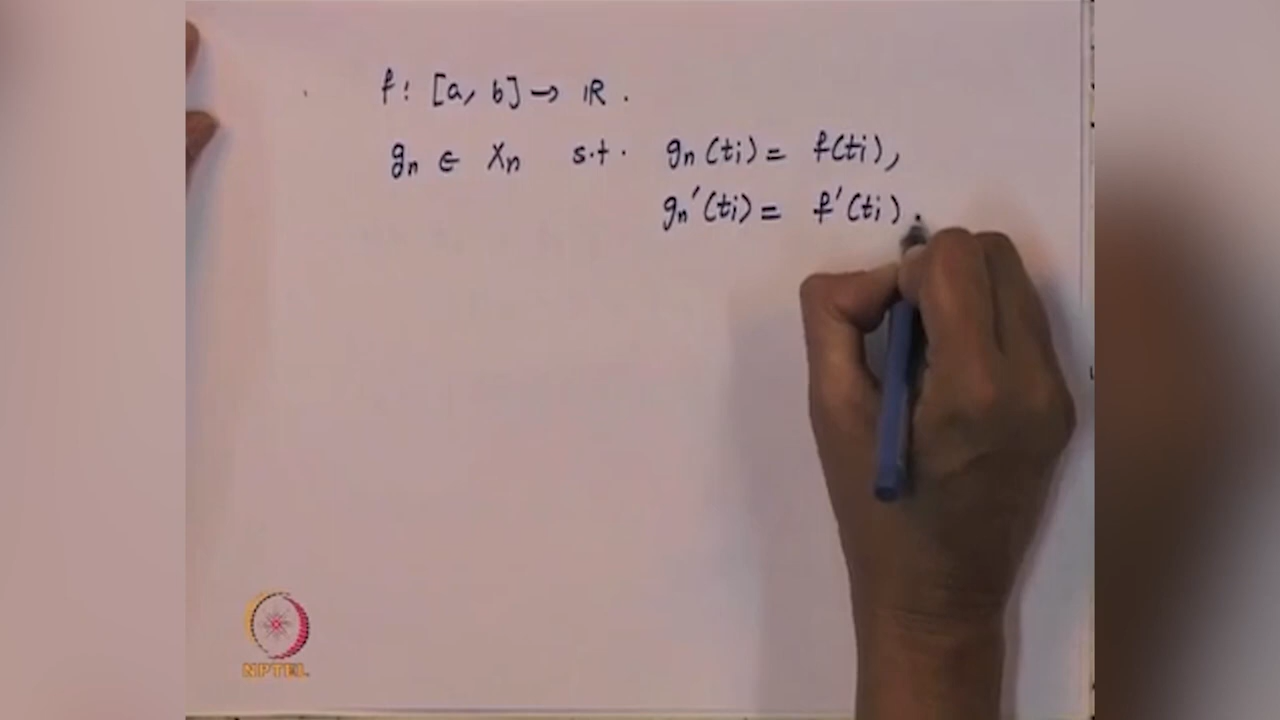 f: [a, b] → ℝ.
gₙ ∈ Xₙ s.t. gₙ(ti) = f(ti),
gₙ'(ti) = f'(ti).
NPTEL